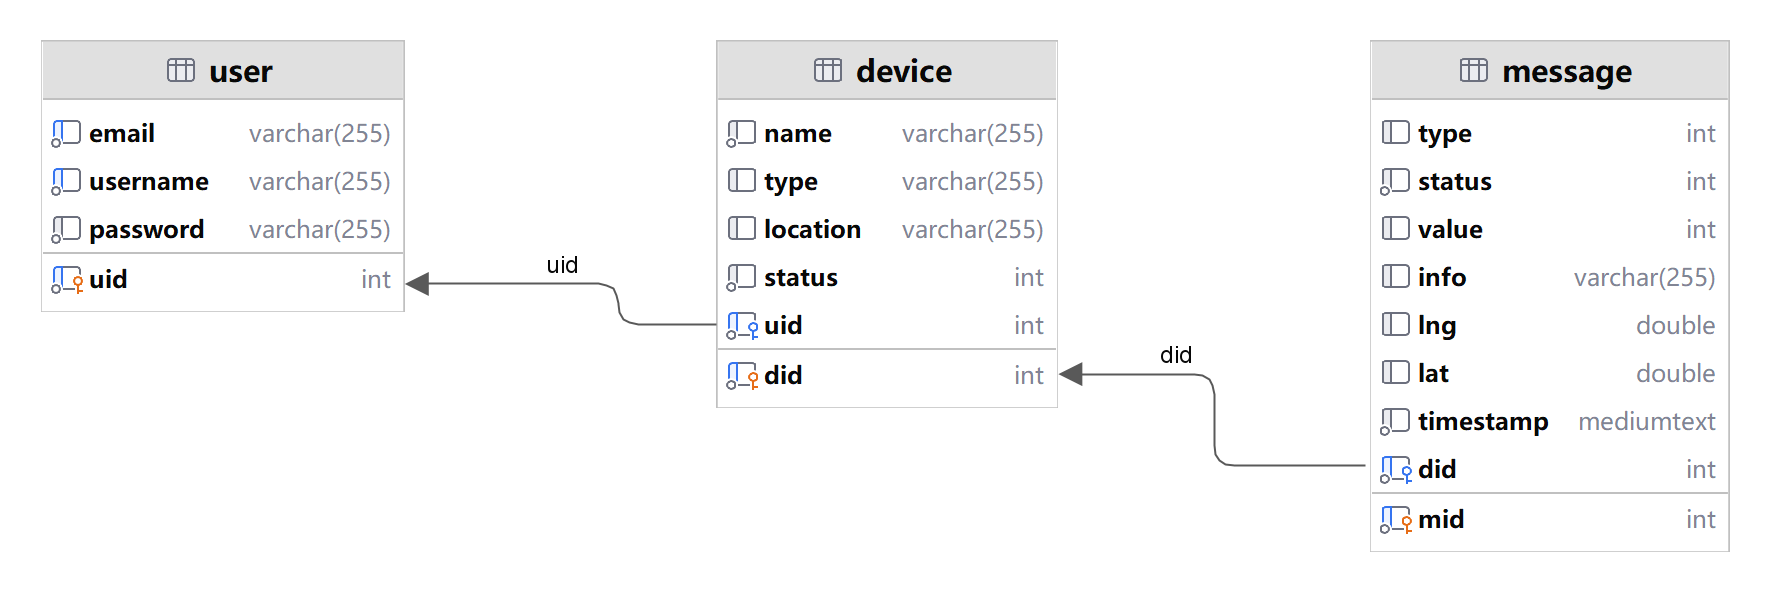 user
email varchar(255)
username varchar(255)
password varchar(255)
uid int
uid
device
name varchar(255)
type varchar(255)
location varchar(255)
status int
uid int
did int
did
message
type int
status int
value int
info varchar(255)
lng double
lat double
timestamp mediumtext
did int
mid int